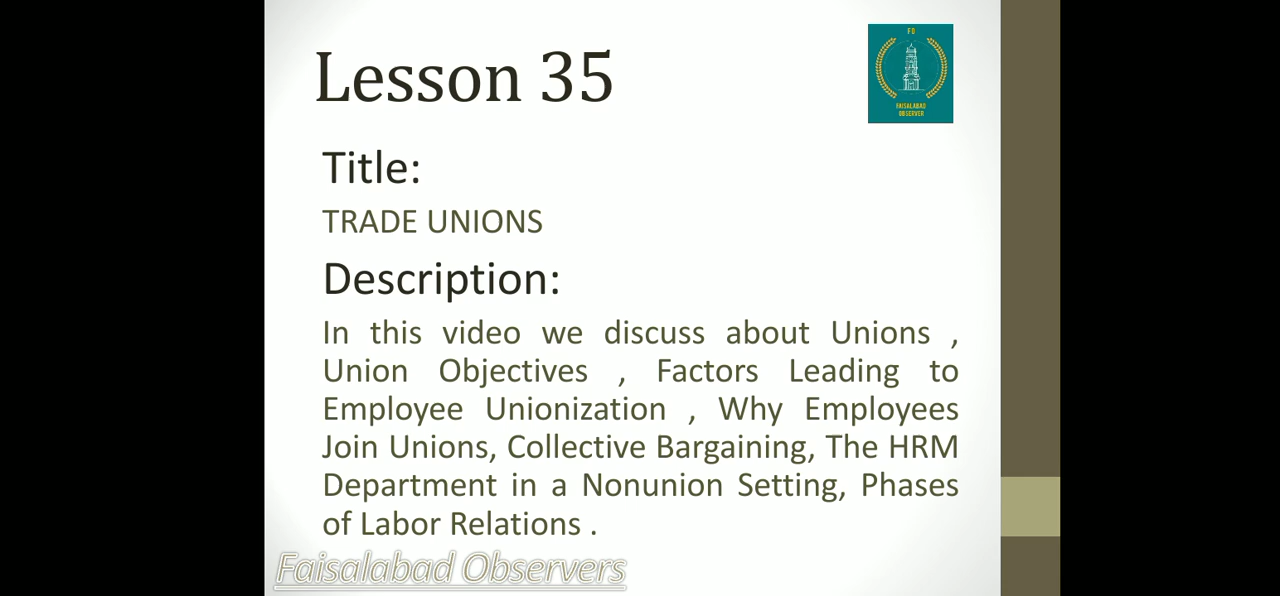 Lesson 35
FO
FAISALABAD
OBSERVER
Title:
TRADE UNIONS
Description:
In this video we discuss about Unions ,
Union Objectives , Factors Leading to
Employee Unionization , Why Employees
Join Unions, Collective Bargaining, The HRM
Department in a Nonunion Setting, Phases
of Labor Relations .
Faisalabad Observers